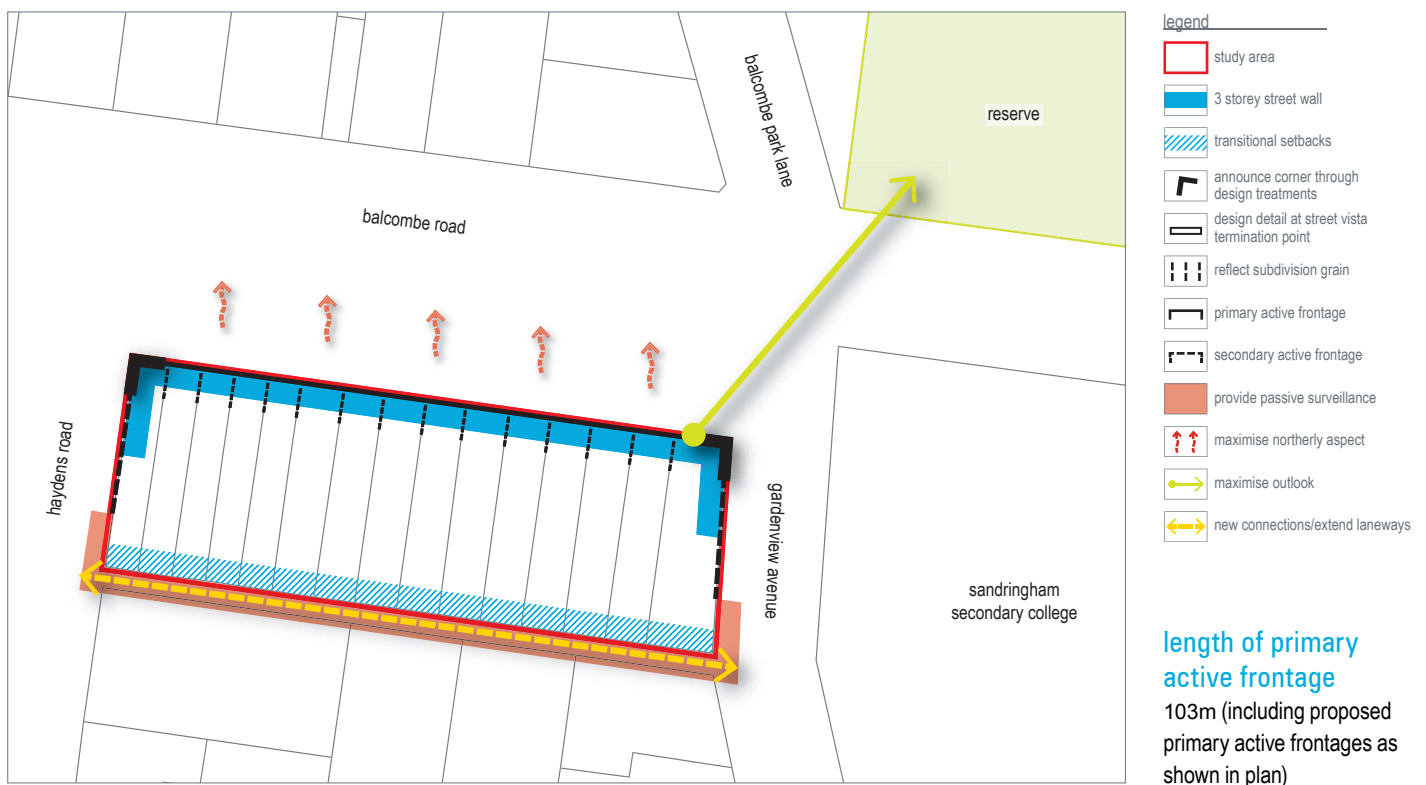 balcombe park lane
reserve
balcombe road
haydens road
gardenview avenue
sandringham
secondary college
legend
study area
3 storey street wall
transitional setbacks
announce corner through
design treatments
design detail at street vista
termination point
reflect subdivision grain
primary active frontage
secondary active frontage
provide passive surveillance
maximise northerly aspect
maximise outlook
new connections/extend laneways
length of primary
active frontage
103m (including proposed
primary active frontages as
shown in plan)